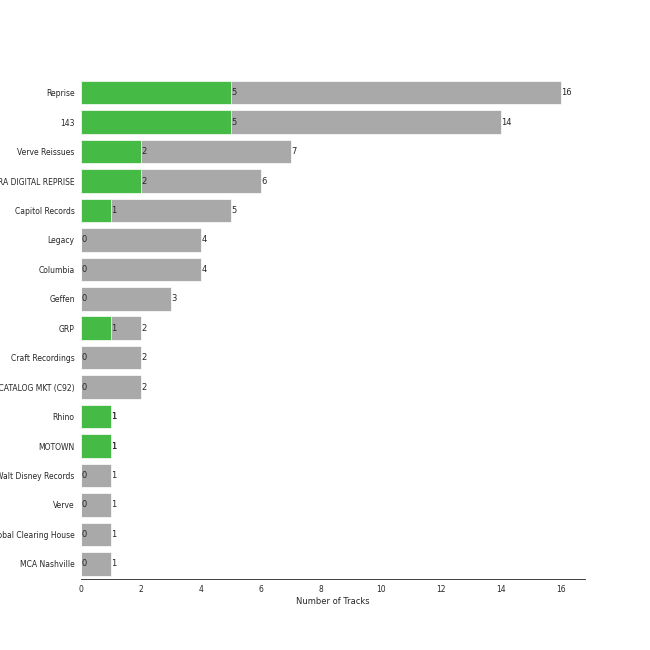 Reprise 5 16
143 5 14
Verve Reissues 2 7
RA DIGITAL REPRISE 2 6
Capitol Records 1 5
Legacy 0 4
Columbia 0 4
Geffen 0 3
GRP 1 2
Craft Recordings 0 2
CATALOG MKT (C92) 0 2
Rhino 1
MOTOWN 1
Walt Disney Records 0 1
Verve 0 1
obal Clearing House 0 1
MCA Nashville 0 1
0 2 4 6 8 10 12 14 16
Number of Tracks